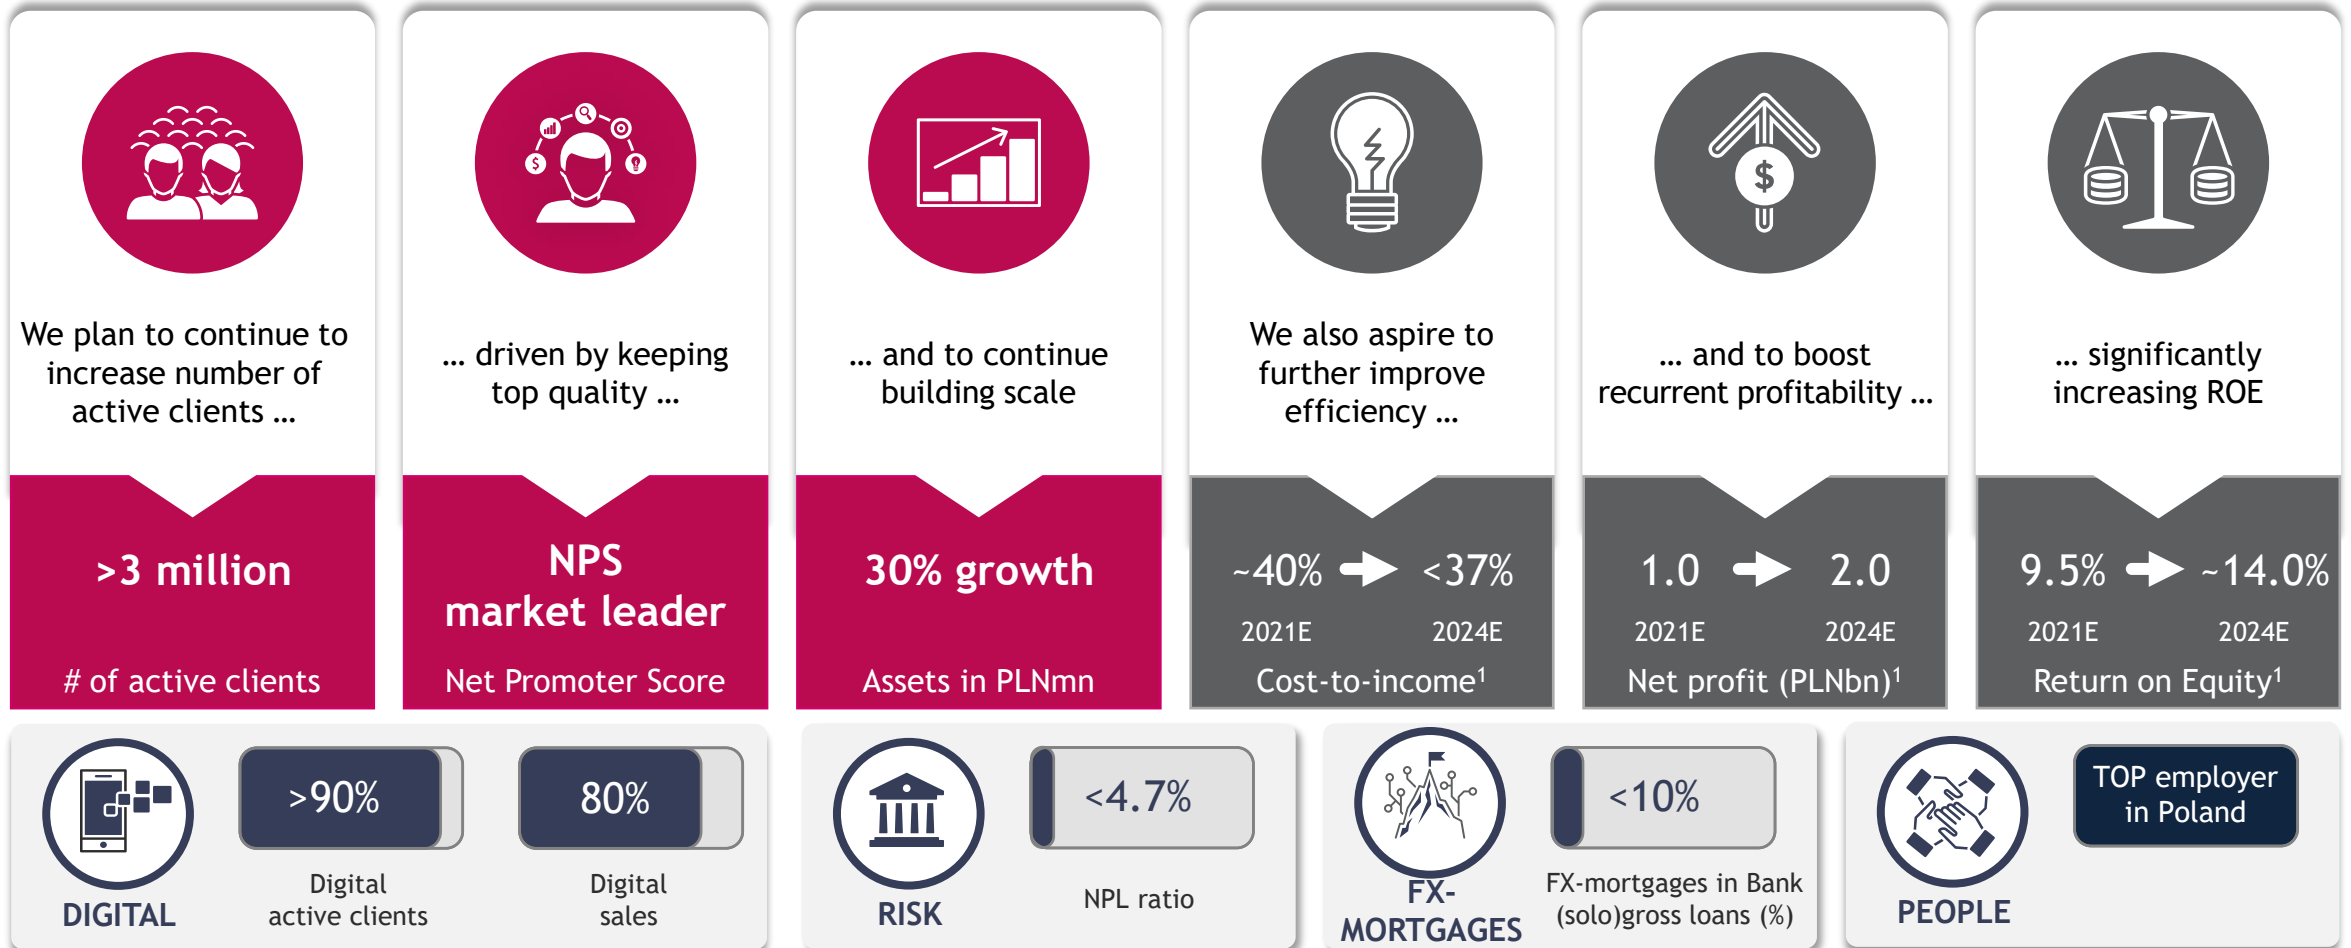 We plan to continue to
increase number of
active clients ...
>3 million
# of active clients
... driven by keeping
top quality ...
NPS
market leader
Net Promoter Score
... and to continue
building scale
30% growth
Assets in PLNmn
We also aspire to
further improve
efficiency ...
~40% <37%
2021E 2024E
Cost-to-income¹
... and to boost
recurrent profitability ...
1.0 2.0
2021E 2024E
Net profit (PLNbn)¹
... significantly
increasing ROE
9.5% ~14.0%
2021E 2024E
Return on Equity¹
DIGITAL
>90%
Digital
active clients
80%
Digital
sales
RISK
<4.7%
NPL ratio
FX-
MORTGAGES
<10%
FX-mortgages in Bank
(solo)gross loans (%)
PEOPLE
TOP employer
in Poland